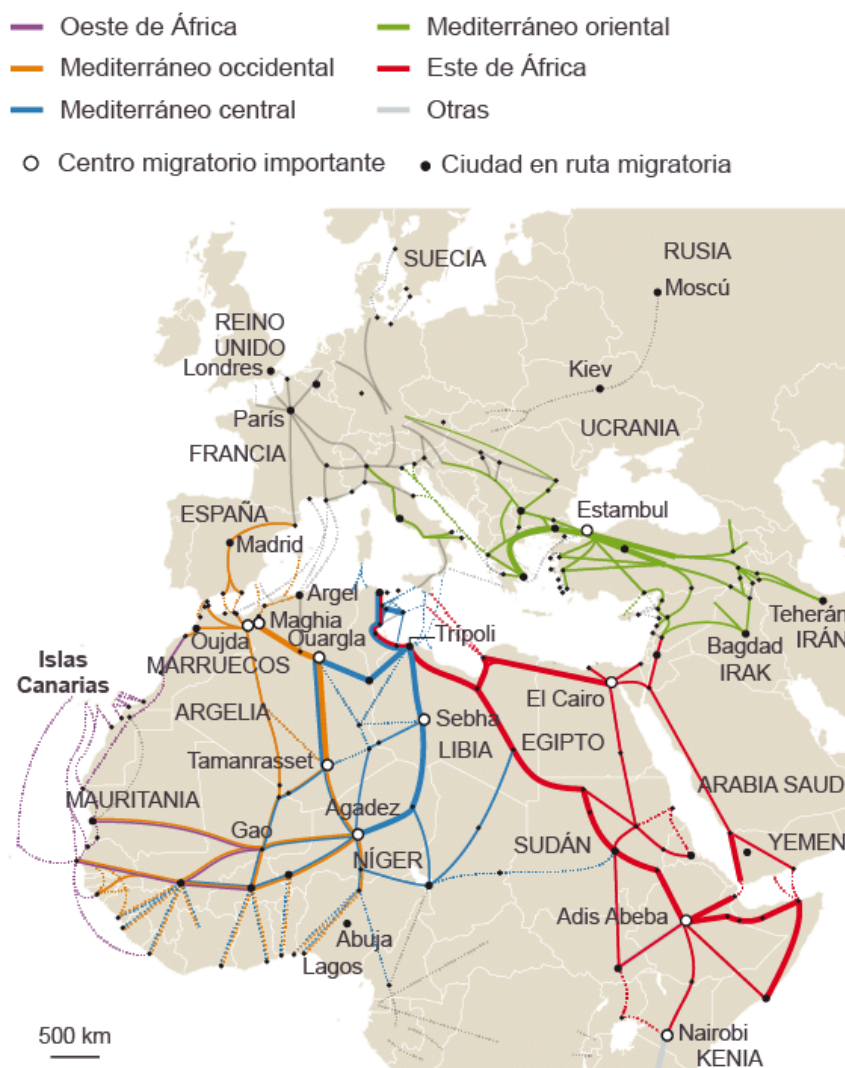 Oeste de África
Mediterráneo oriental
Mediterráneo occidental
Este de África
Mediterráneo central
Otras
Centro migratorio importante
Ciudad en ruta migratoria
SUECIA
RUSIA
Moscú
REINO
UNIDO
Londres
Kiev
París
UCRANIA
FRANCIA
ESPAÑA
Estambul
Madrid
Argel
Teherán
Maghia
IRÁN
Oujda
Ouargla
Trípoli
Bagdad
IRAK
MARRUECOS
Islas
Canarias
El Cairo
ARGELIA
Sebha
LIBIA
EGIPTO
Tamanrasset
ARABIA SAUD
MAURITANIA
Agadez
Gao
SUDÁN
YEMEN
NÍGER
Adis Abeba
Abuja
Lagos
500 km
Nairobi
KENIA